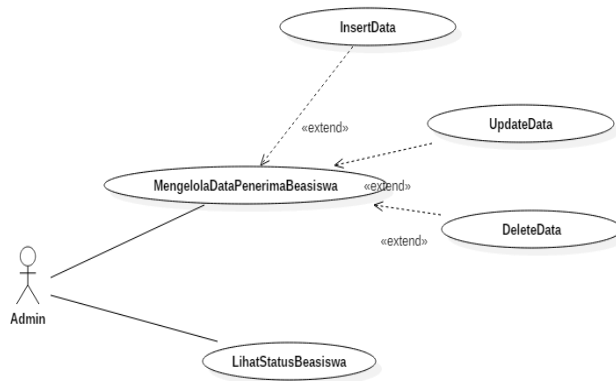 InsertData
«extend»
UpdateData
MengelolaDataPenerimaBeasiswa
«extend»
DeleteData
«extend»
Admin
LihatStatusBeasiswa